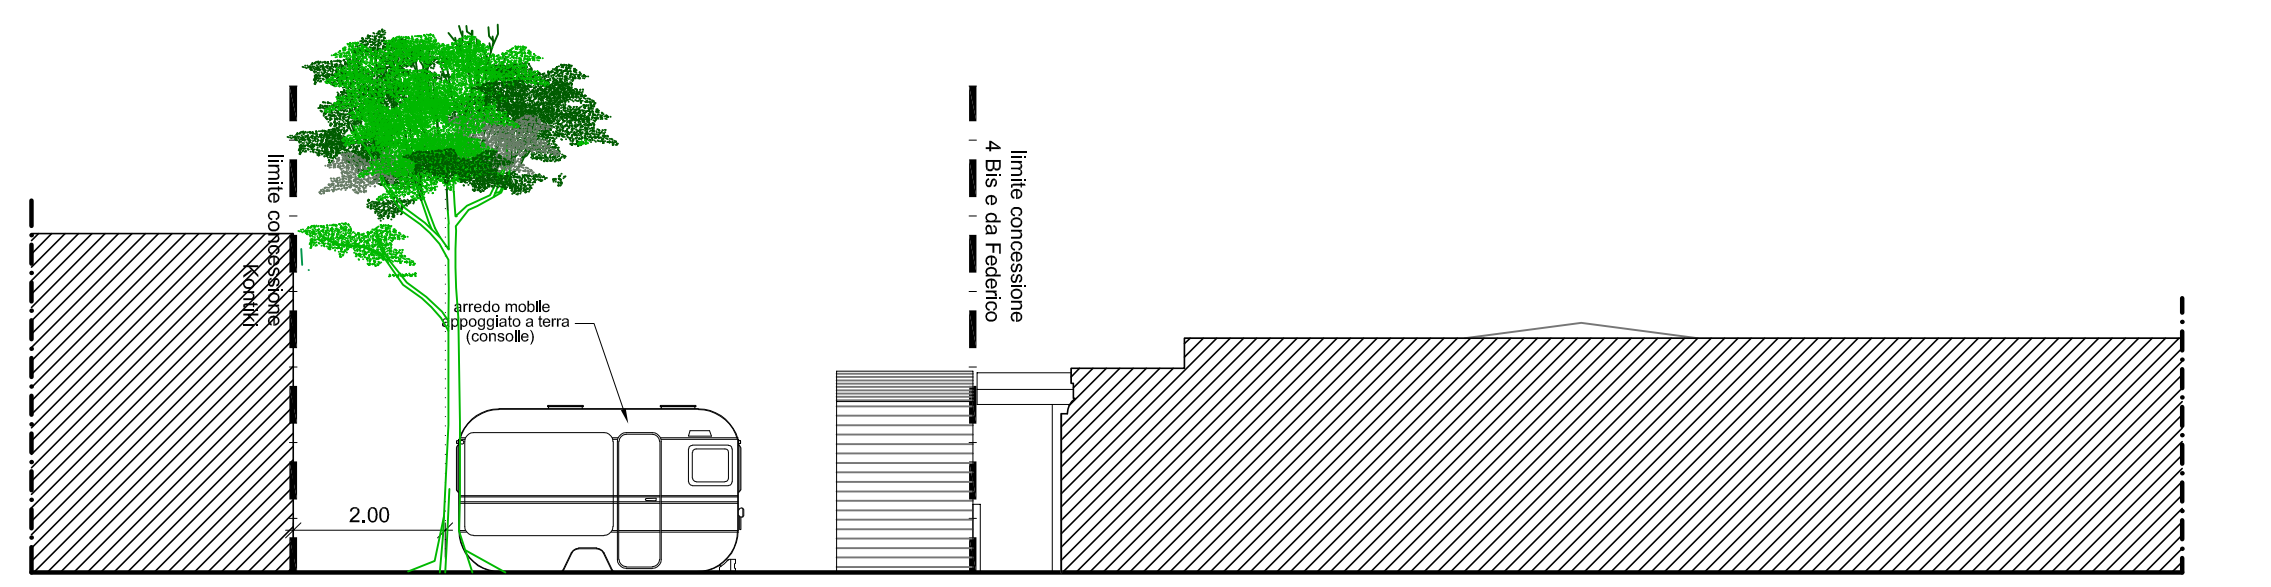 limite concessione
Kontiki
arredo mobile
appoggiato a terra
(consolle)
2.00
limite concessione
4 Bis e da Federico